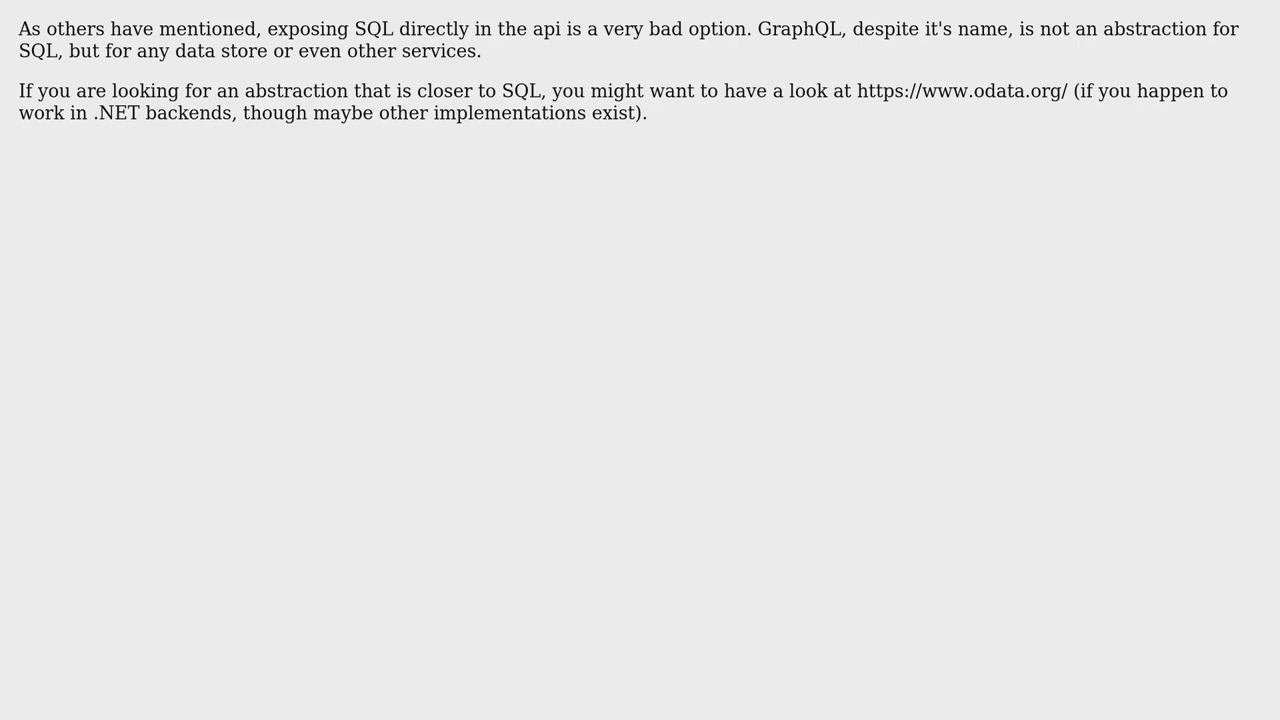 As others have mentioned, exposing SQL directly in the api is a very bad option. GraphQL, despite it's name, is not an abstraction for
SQL, but for any data store or even other services.
If you are looking for an abstraction that is closer to SQL, you might want to have a look at https://www.odata.org/ (if you happen to
work in .NET backends, though maybe other implementations exist).